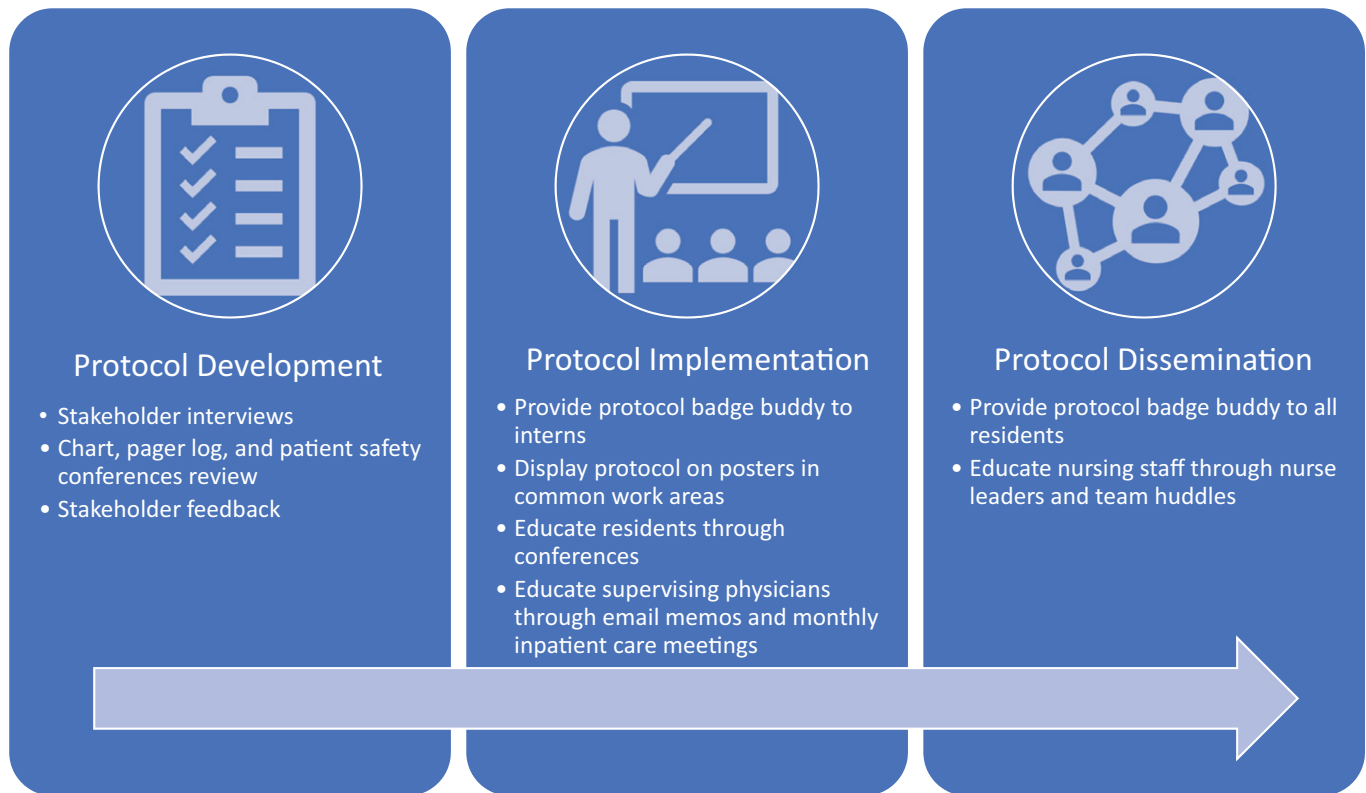 Protocol Development
• Stakeholder interviews
• Chart, pager log, and patient safety
conferences review
• Stakeholder feedback
Protocol Implementation
• Provide protocol badge buddy to
interns
• Display protocol on posters in
common work areas
• Educate residents through
conferences
• Educate supervising physicians
through email memos and monthly
inpatient care meetings
Protocol Dissemination
• Provide protocol badge buddy to all
residents
• Educate nursing staff through nurse
leaders and team huddles